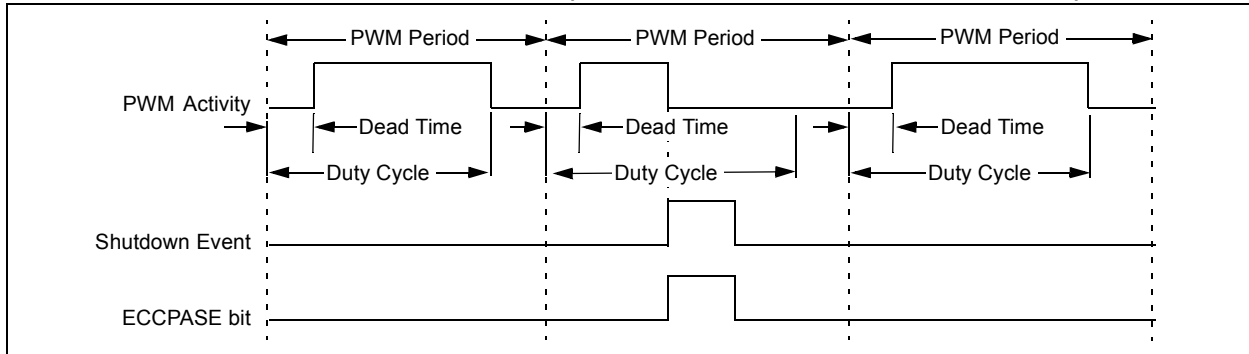 PWM Period PWM Period PWM Period
PWM Activity
Dead Time Dead Time Dead Time
Duty Cycle Duty Cycle Duty Cycle
Shutdown Event
ECCPASE bit